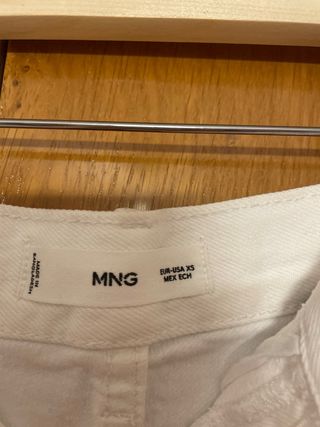 MADE IN
BANGLADESH
MNG
EUR-USA XS
MEX ECH